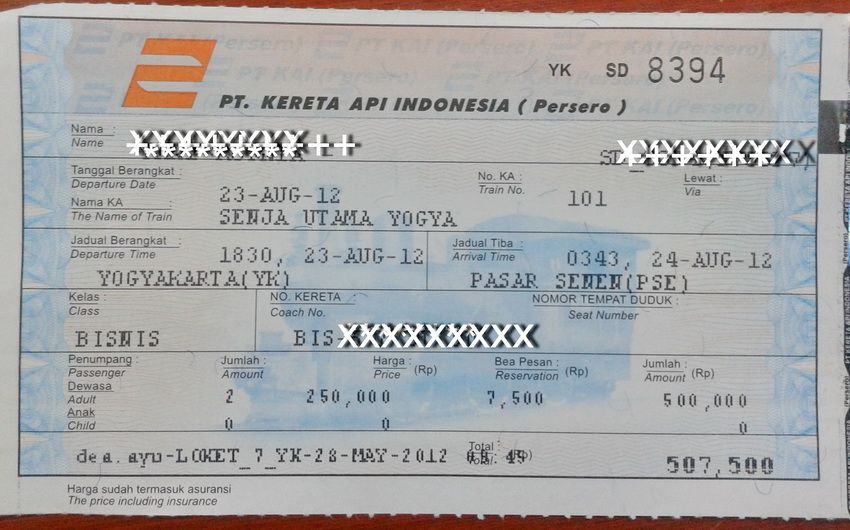 YK SD 8394
PT. KERETA API INDONESIA ( Persero )
Nama :
Name
Tanggal Berangkat :
Departure Date
23-AUG-12
No. KA :
Train No.
101
Lewat :
Via
Nama KA :
The Name of Train
SENJA UTAMA YOGYA
Jadual Berangkat :
Departure Time
1830, 23-AUG-12
Jadual Tiba :
Arrival Time
0343, 24-AUG-12
YOGYAKARTA(YK)
PASAR SENEN(PSE)
Kelas :
Class
NO. KERETA :
Coach No.
NOMOR TEMPAT DUDUK :
Seat Number
BISNIS
BIS-
Penumpang :
Passenger
Jumlah :
Amount
Harga :
Price (Rp)
Bea Pesan :
Reservation (Rp)
Jumlah :
Amount (Rp)
Dewasa
Adult
2 250,000 7,500 500,000
Anak
Child
0 0 0
dea.ayu-LOKET_7_YK-28-MAY-2012
Total :
507,500
Harga sudah termasuk asuransi
The price including insurance